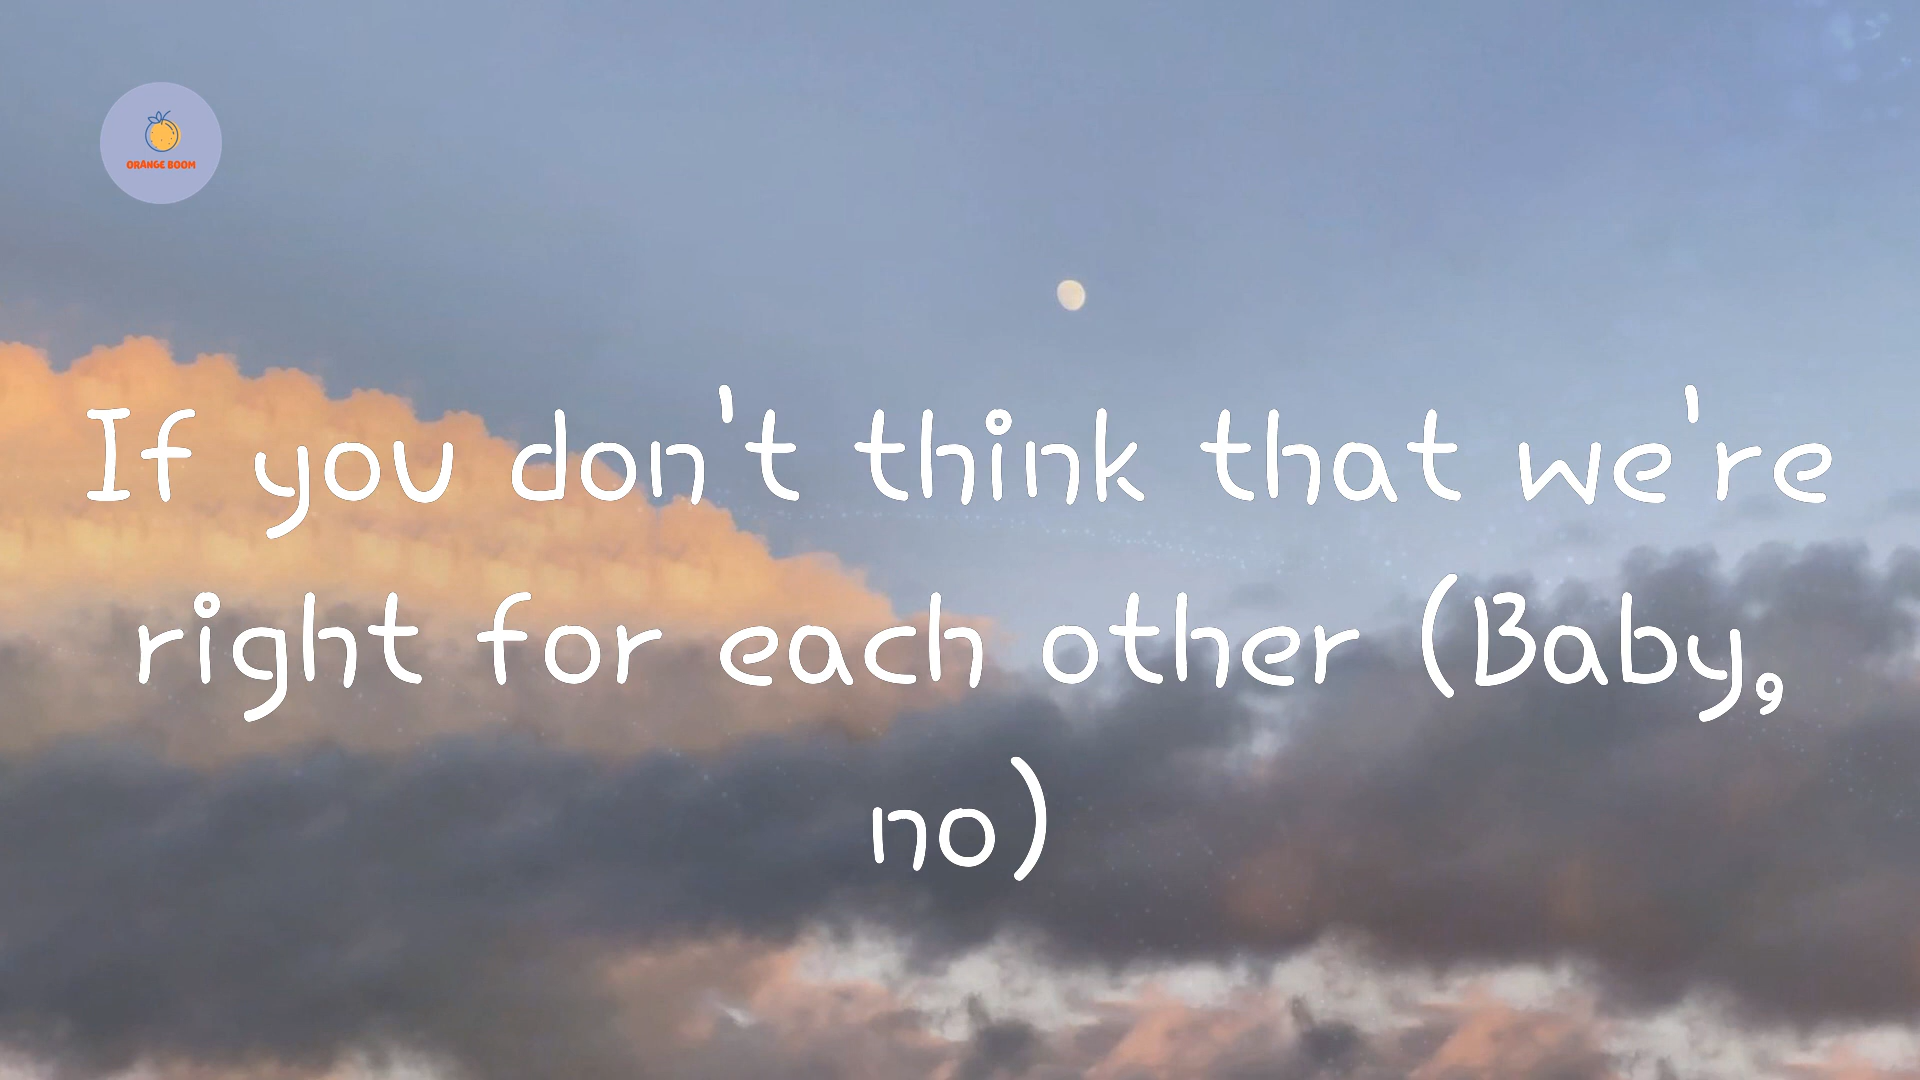 ORANGE BOOM
If you don't think that we're
right for each other (Baby,
no)